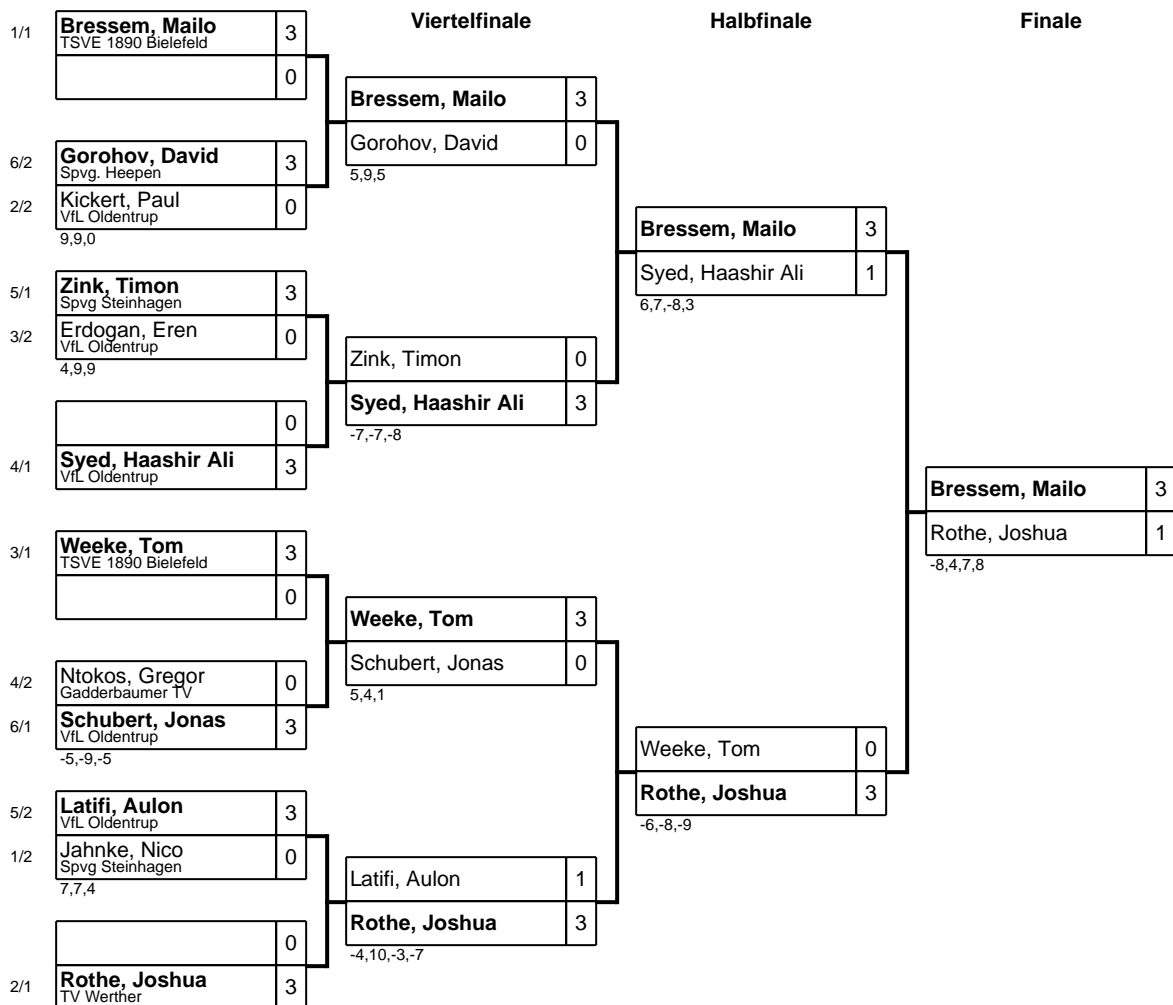 Viertelfinale
Halbfinale
Finale
1/1 Bressem, Mailo 3
TSVE 1890 Bielefeld
0
6/2 Gorohov, David 3
Spvg. Heepen
2/2 Kickert, Paul 0
VfL Oldentrup
9,9,0
5/1 Zink, Timon 3
Spvg Steinhagen
3/2 Erdogan, Eren 0
VfL Oldentrup
4,9,9
0
4/1 Syed, Haashir Ali 3
VfL Oldentrup
3/1 Weeke, Tom 3
TSVE 1890 Bielefeld
0
4/2 Ntokos, Gregor 0
Gadderbaumer TV
6/1 Schubert, Jonas 3
VfL Oldentrup
-5,-9,-5
5/2 Latifi, Aulon 3
VfL Oldentrup
1/2 Jahnke, Nico 0
Spvg Steinhagen
7,7,4
0
2/1 Rothe, Joshua 3
TV Werther
Bressem, Mailo 3
Gorohov, David 0
5,9,5
Zink, Timon 0
Syed, Haashir Ali 3
-7,-7,-8
Weeke, Tom 3
Schubert, Jonas 0
5,4,1
Latifi, Aulon 1
Rothe, Joshua 3
-4,10,-3,-7
Bressem, Mailo 3
Syed, Haashir Ali 1
6,7,-8,3
Weeke, Tom 0
Rothe, Joshua 3
-6,-8,-9
Bressem, Mailo 3
Rothe, Joshua 1
-8,4,7,8